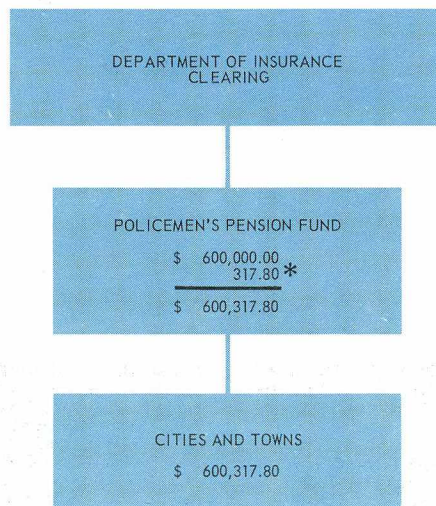 DEPARTMENT OF INSURANCE
CLEARING
POLICEMEN'S PENSION FUND
$ 600,000.00
317.80 *
$ 600,317.80
CITIES AND TOWNS
$ 600,317.80